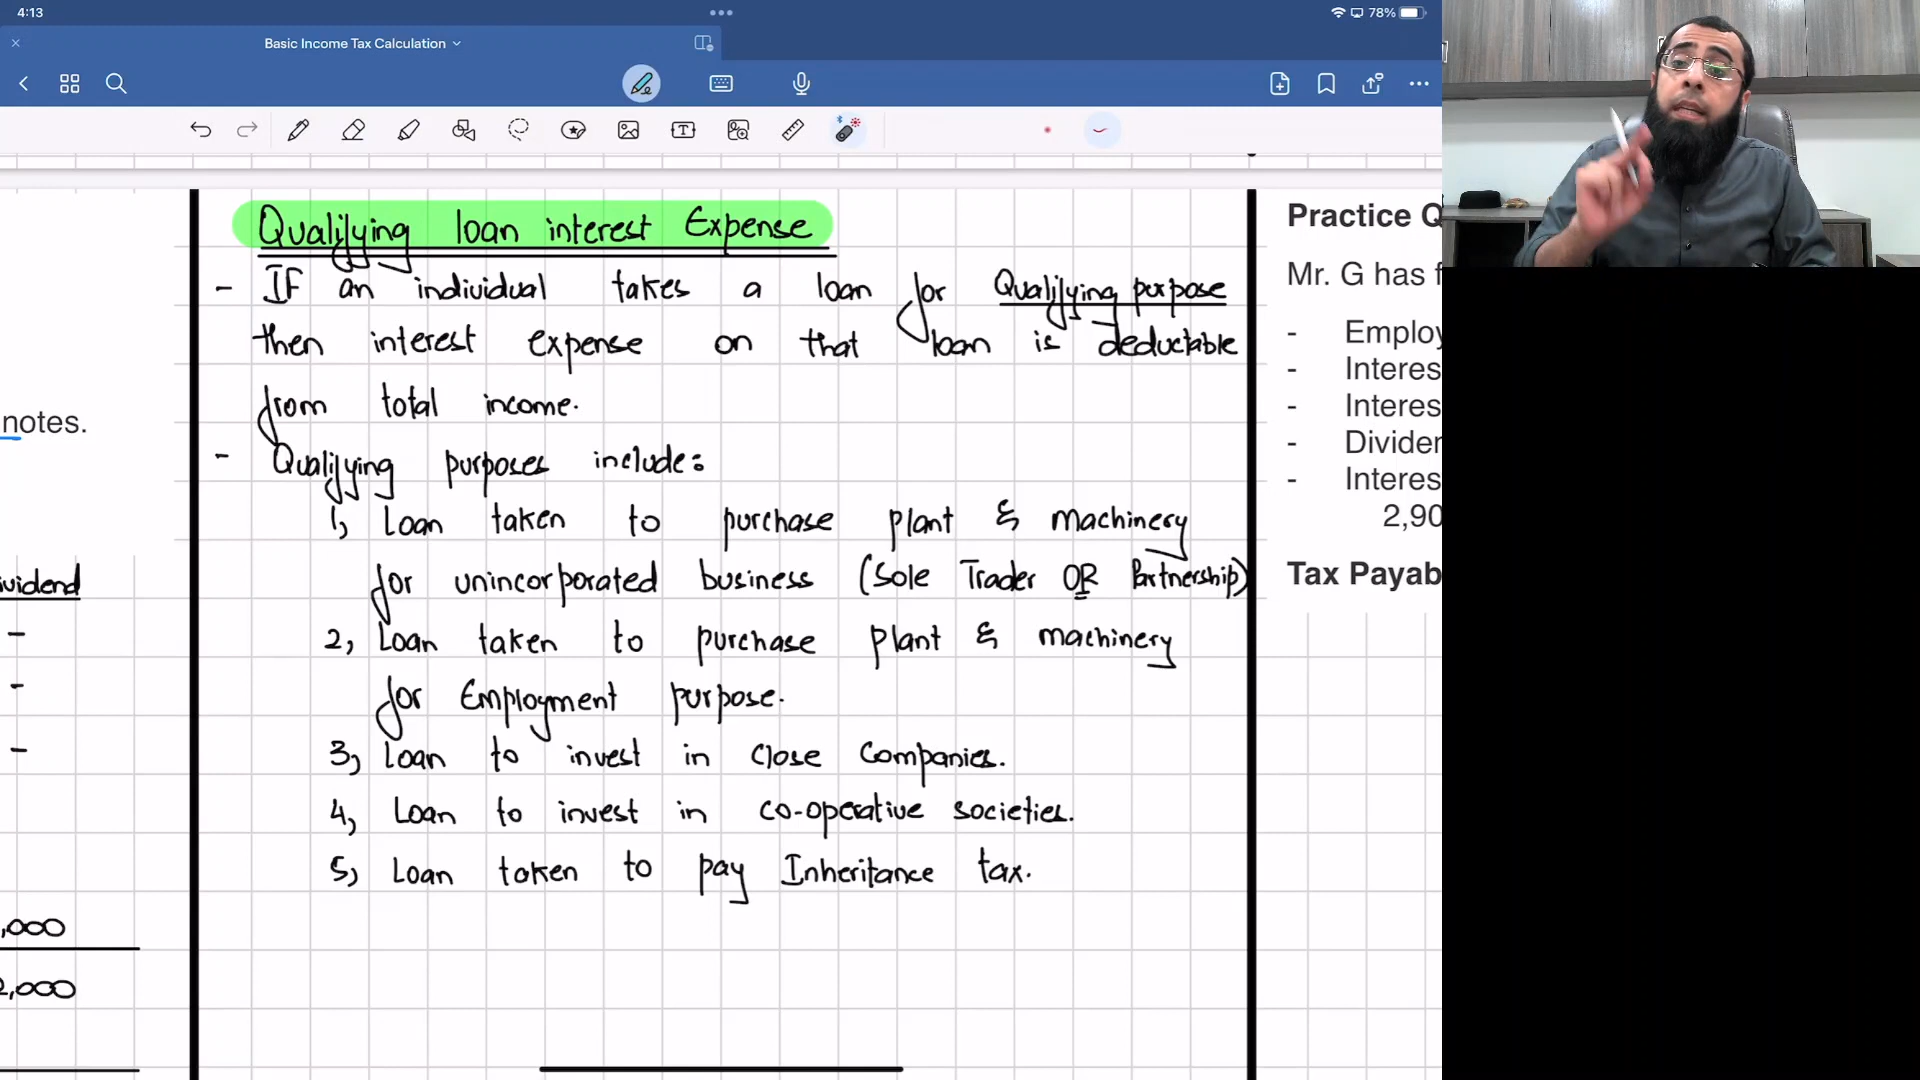 4:13
78%
Basic Income Tax Calculation
Qualifying loan interest Expense
- IF an individual takes a loan for Qualifying purpose
then interest expense on that loan is deductable
from total income.
- Qualifying purposes include:
1, Loan taken to purchase plant & machinery
for unincorporated business (Sole Trader OR Partnership)
2, Loan taken to purchase plant & machinery
for Employment purpose.
3, Loan to invest in Close Companies.
4, Loan to invest in co-operative societies.
5, Loan taken to pay Inheritance tax.
notes.
vidend
-
-
-
,000
2,000
Practice Q
Mr. G has f
- Employ
- Interes
- Interes
- Dividen
- Interes
2,90
Tax Payab